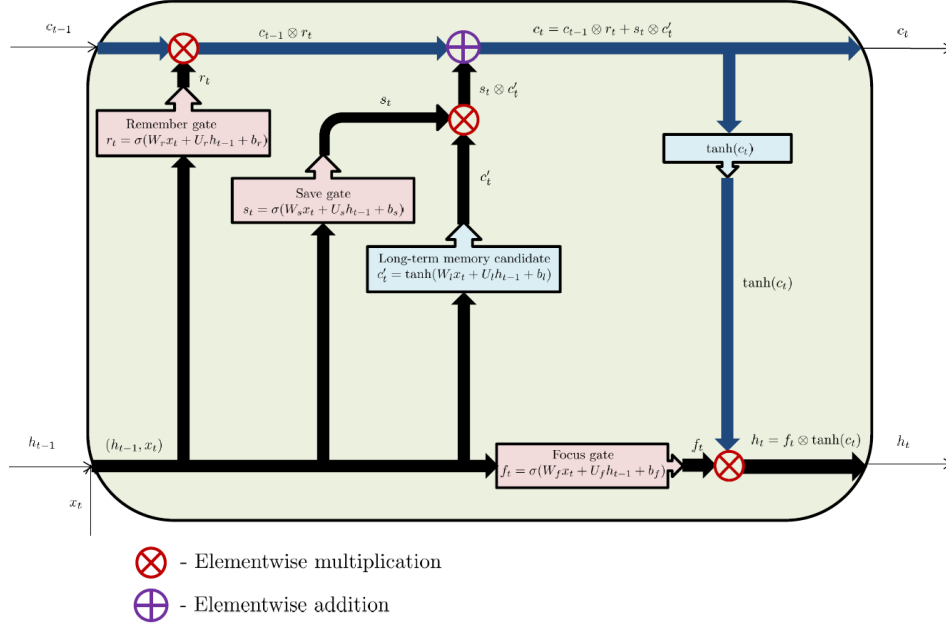 c_{t−1}
c_{t−1} ⊗ r_t
c_t = c_{t−1} ⊗ r_t + s_t ⊗ c′_t
c_t
r_t
s_t
s_t ⊗ c′_t
Remember gate
r_t = σ(W_r x_t + U_r h_{t−1} + b_r)
tanh(c_t)
c′_t
Save gate
s_t = σ(W_s x_t + U_s h_{t−1} + b_s)
Long-term memory candidate
c′_t = tanh(W_l x_t + U_l h_{t−1} + b_l)
tanh(c_t)
h_{t−1}
(h_{t−1}, x_t)
Focus gate
f_t = σ(W_f x_t + U_f h_{t−1} + b_f)
f_t
h_t = f_t ⊗ tanh(c_t)
h_t
x_t
⊗ - Elementwise multiplication
⊕ - Elementwise addition